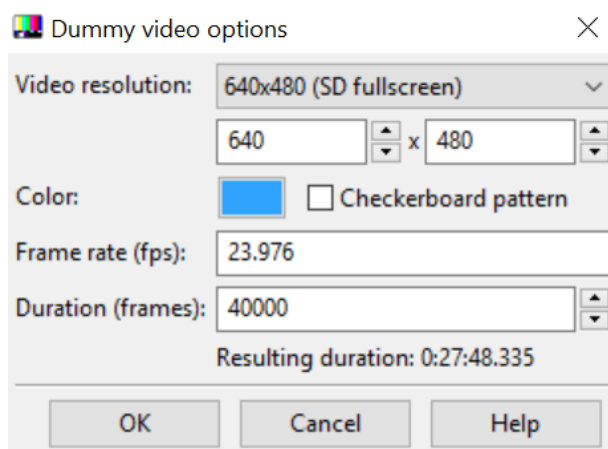 Dummy video options
Video resolution: 640x480 (SD fullscreen)
640 x 480
Color: Checkerboard pattern
Frame rate (fps): 23.976
Duration (frames): 40000
Resulting duration: 0:27:48.335
OK Cancel Help